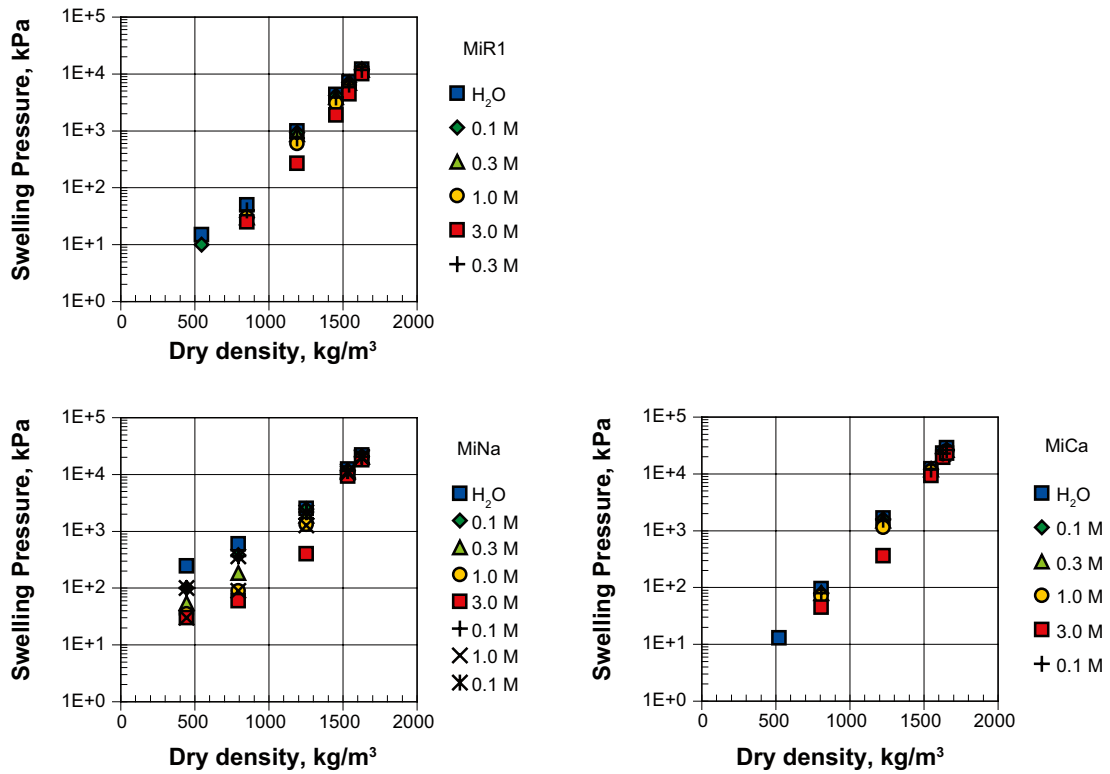 Swelling Pressure, kPa
1E+5
1E+4
1E+3
1E+2
1E+1
1E+0
0 500 1000 1500 2000
Dry density, kg/m³
MiR1
H₂O
0.1 M
0.3 M
1.0 M
3.0 M
0.3 M
Swelling Pressure, kPa
1E+5
1E+4
1E+3
1E+2
1E+1
1E+0
0 500 1000 1500 2000
Dry density, kg/m³
MiNa
H₂O
0.1 M
0.3 M
1.0 M
3.0 M
0.1 M
1.0 M
0.1 M
Swelling Pressure, kPa
1E+5
1E+4
1E+3
1E+2
1E+1
1E+0
0 500 1000 1500 2000
Dry density, kg/m³
MiCa
H₂O
0.1 M
0.3 M
1.0 M
3.0 M
0.1 M